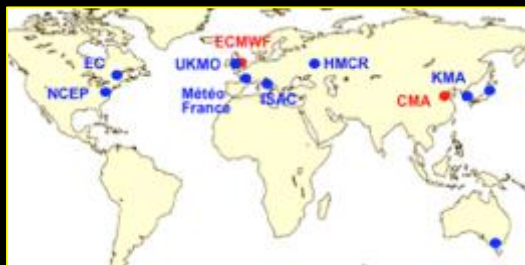 ECMWF
EC
UKMO
HMCR
KMA
NCEP
Météo
France
ISAC
CMA